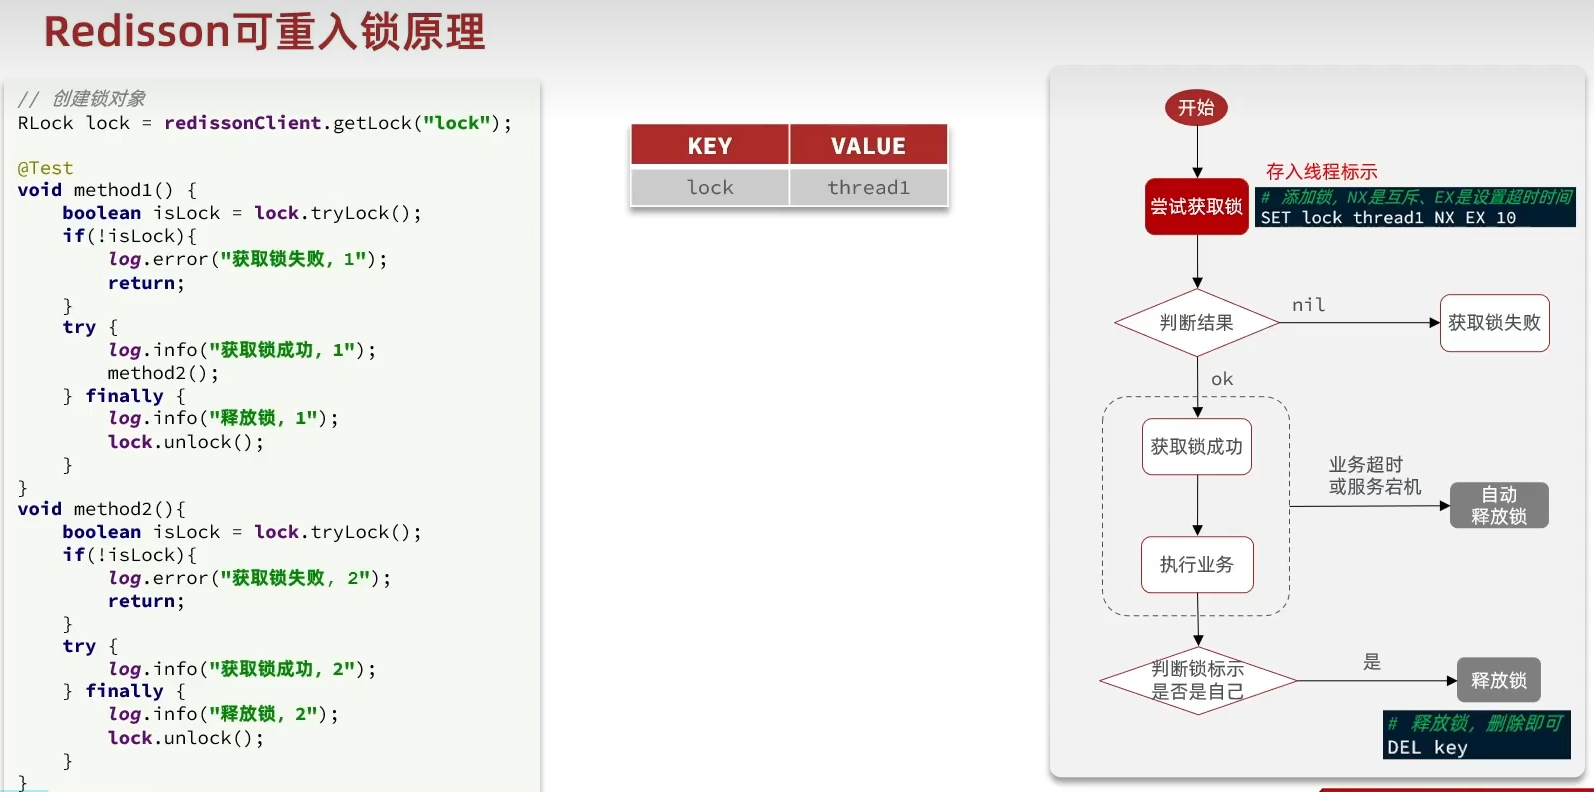 Redisson可重入锁原理
// 创建锁对象
RLock lock = redissonClient.getLock("lock");
@Test
void method1() {
boolean isLock = lock.tryLock();
if(!isLock){
log.error("获取锁失败, 1");
return;
}
try {
log.info("获取锁成功, 1");
method2();
} finally {
log.info("释放锁, 1");
lock.unlock();
}
}
void method2(){
boolean isLock = lock.tryLock();
if(!isLock){
log.error("获取锁失败, 2");
return;
}
try {
log.info("获取锁成功, 2");
} finally {
log.info("释放锁, 2");
lock.unlock();
}
}
KEY VALUE
lock thread1
开始
存入线程标示
尝试获取锁
# 添加锁, NX是互斥、EX是设置超时时间
SET lock thread1 NX EX 10
判断结果
nil
获取锁失败
ok
获取锁成功
业务超时
或服务宕机
自动
释放锁
执行业务
判断锁标示
是否是自己
是
释放锁
# 释放锁, 删除即可
DEL key